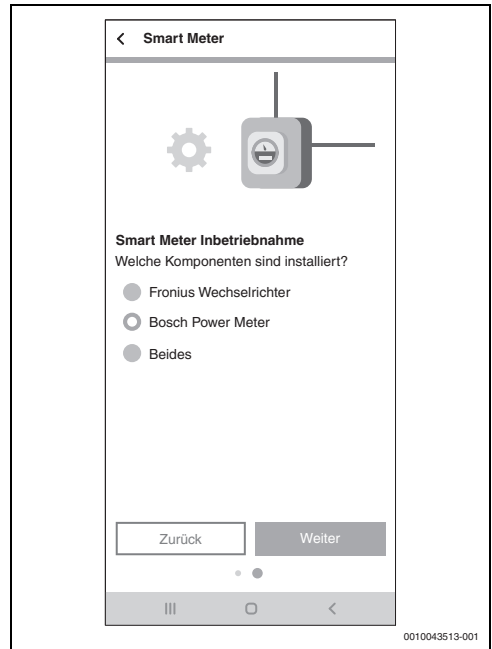 Smart Meter
Smart Meter Inbetriebnahme
Welche Komponenten sind installiert?
Fronius Wechselrichter
Bosch Power Meter
Beides
Zurück
Weiter
0010043513-001